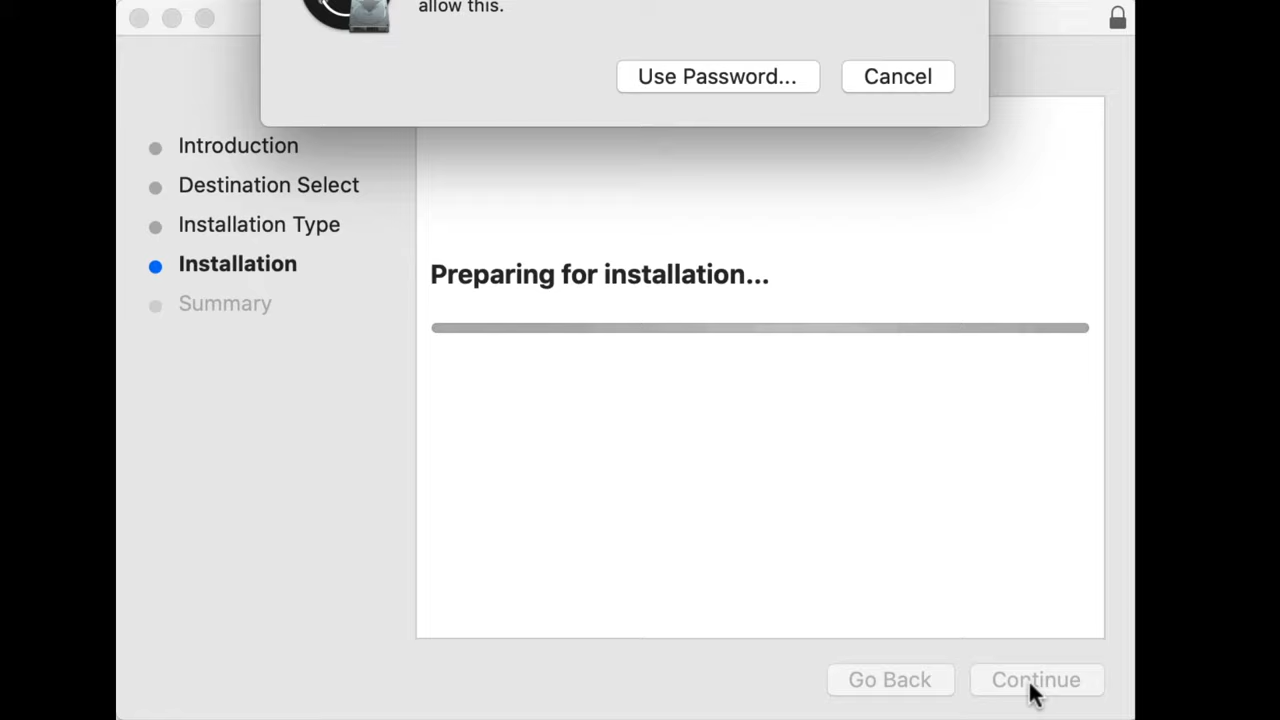 allow this.
Use Password...
Cancel
Introduction
Destination Select
Installation Type
Installation
Summary
Preparing for installation...
Go Back
Continue